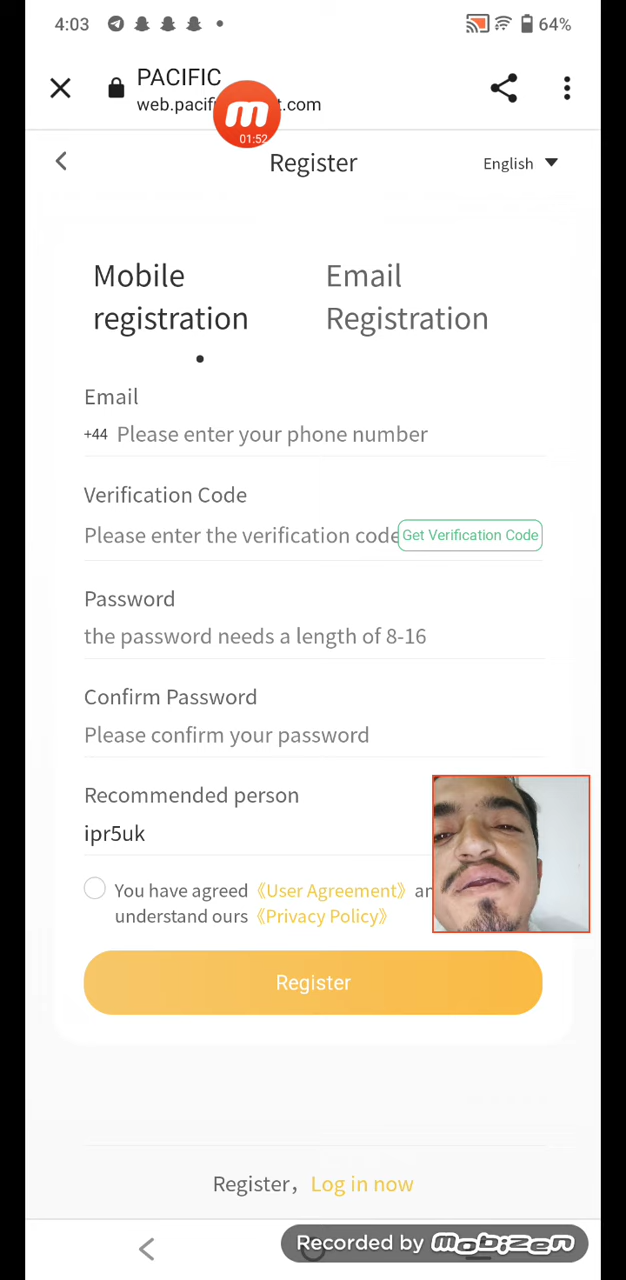 4:03
64%
PACIFIC
.com
01:52
Register
English
Mobile
registration
Email
Registration
Email
+44 Please enter your phone number
Verification Code
Please enter the verification code
Get Verification Code
Password
the password needs a length of 8-16
Confirm Password
Please confirm your password
Recommended person
ipr5uk
You have agreed 《User Agreement》
understand ours 《Privacy Policy》
Register
Register， Log in now
Recorded by mobizen